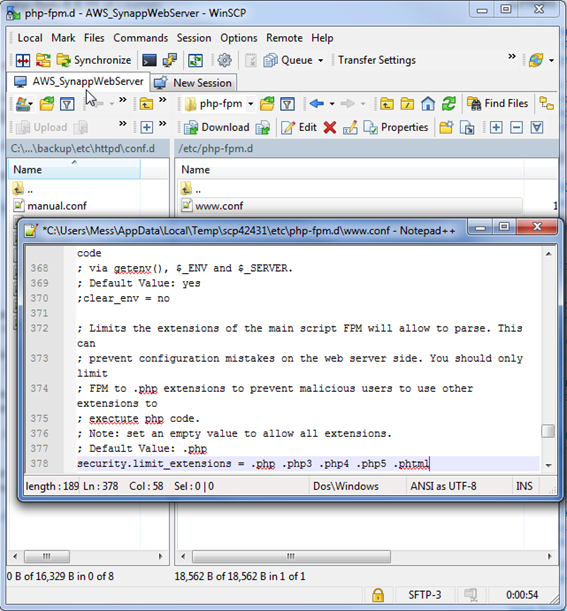 php-fpm.d - AWS_SynappWebServer - WinSCP
Local Mark Files Commands Session Options Remote Help
Synchronize Queue Transfer Settings
AWS_SynappWebServer New Session
php-fpm Find Files
Upload Download Edit Properties
C:\...\backup\etc\httpd\conf.d /etc/php-fpm.d
Name Name
.. ..
manual.conf www.conf 1
*C:\Users\Mess\AppData\Local\Temp\scp42431\etc\php-fpm.d\www.conf - Notepad++
code
368 ; via getenv(), $_ENV and $_SERVER.
369 ; Default Value: yes
370 ;clear_env = no
371
372 ; Limits the extensions of the main script FPM will allow to parse. This
can
373 ; prevent configuration mistakes on the web server side. You should only
limit
374 ; FPM to .php extensions to prevent malicious users to use other
extensions to
375 ; exectute php code.
376 ; Note: set an empty value to allow all extensions.
377 ; Default Value: .php
378 security.limit_extensions = .php .php3 .php4 .php5 .phtml
length : 189 Ln : 378 Col : 58 Sel : 0 | 0 Dos\Windows ANSI as UTF-8 INS
0 B of 16,329 B in 0 of 8 18,562 B of 18,562 B in 1 of 1
SFTP-3 0:00:54